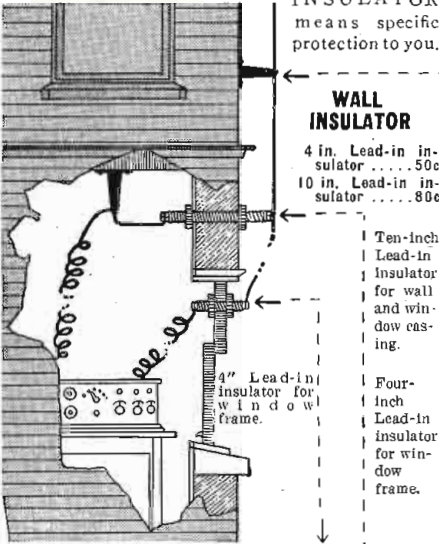 INSULATOR
means specific
protection to you.
WALL
INSULATOR
4 in. Lead-in in-
sulator .....50c
10 in. Lead-in in-
sulator .....80c
Ten-inch
Lead-in
insulator
for wall
and win-
dow cas-
ing.
4" Lead-in
insulator for
window
frame.
Four-
inch
Lead-in
insulator
for win-
dow
frame.